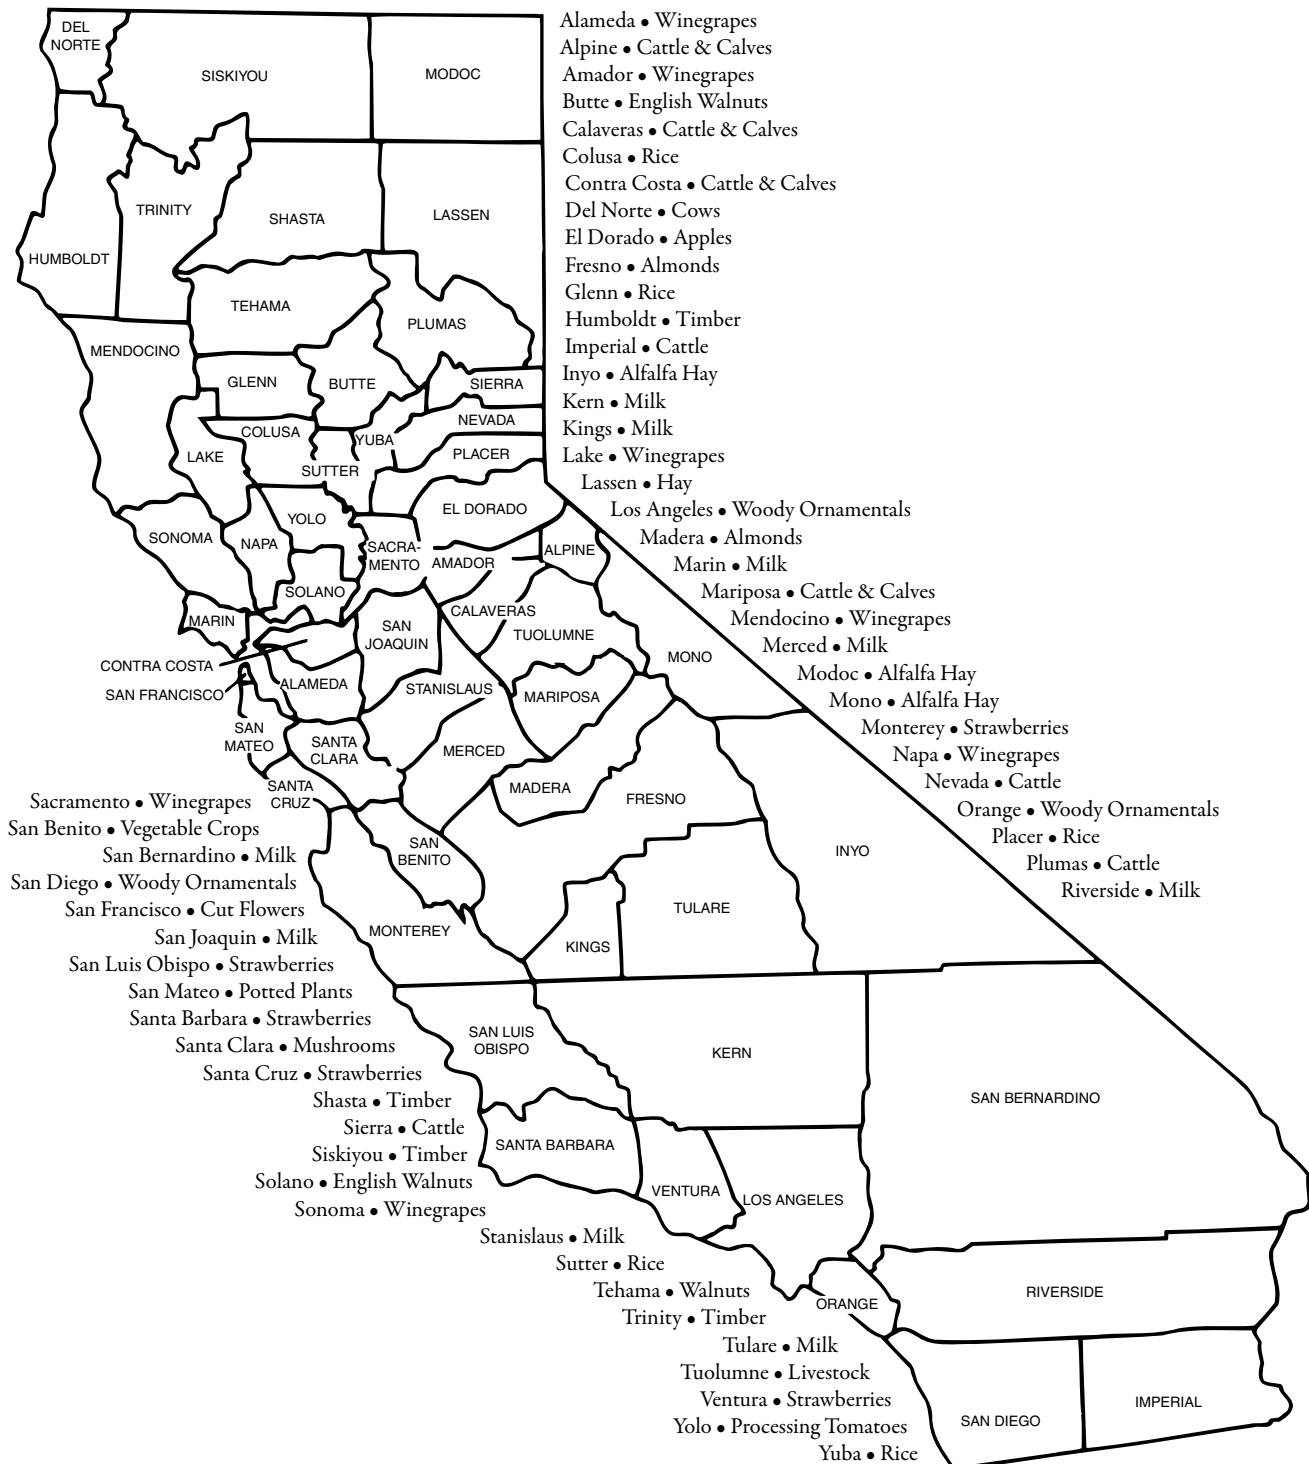 DEL
NORTE
SISKIYOU
MODOC
TRINITY
SHASTA
LASSEN
HUMBOLDT
TEHAMA
PLUMAS
MENDOCINO
GLENN
BUTTE
SIERRA
NEVADA
COLUSA
YUBA
LAKE
SUTTER
PLACER
EL DORADO
YOLO
SONOMA
NAPA
SACRA-
MENTO
ALPINE
AMADOR
SOLANO
CALAVERAS
MARIN
SAN
JOAQUIN
TUOLUMNE
CONTRA COSTA
MONO
SAN FRANCISCO
ALAMEDA
STANISLAUS
MARIPOSA
SAN
MATEO
SANTA
CLARA
MERCED
SANTA
CRUZ
MADERA
FRESNO
SAN
BENITO
INYO
TULARE
MONTEREY
KINGS
SAN LUIS
OBISPO
KERN
SAN BERNARDINO
SANTA BARBARA
VENTURA
LOS ANGELES
ORANGE
RIVERSIDE
SAN DIEGO
IMPERIAL
Alameda • Winegrapes
Alpine • Cattle & Calves
Amador • Winegrapes
Butte • English Walnuts
Calaveras • Cattle & Calves
Colusa • Rice
Contra Costa • Cattle & Calves
Del Norte • Cows
El Dorado • Apples
Fresno • Almonds
Glenn • Rice
Humboldt • Timber
Imperial • Cattle
Inyo • Alfalfa Hay
Kern • Milk
Kings • Milk
Lake • Winegrapes
Lassen • Hay
Los Angeles • Woody Ornamentals
Madera • Almonds
Marin • Milk
Mariposa • Cattle & Calves
Mendocino • Winegrapes
Merced • Milk
Modoc • Alfalfa Hay
Mono • Alfalfa Hay
Monterey • Strawberries
Napa • Winegrapes
Nevada • Cattle
Orange • Woody Ornamentals
Placer • Rice
Plumas • Cattle
Riverside • Milk
Sacramento • Winegrapes
San Benito • Vegetable Crops
San Bernardino • Milk
San Diego • Woody Ornamentals
San Francisco • Cut Flowers
San Joaquin • Milk
San Luis Obispo • Strawberries
San Mateo • Potted Plants
Santa Barbara • Strawberries
Santa Clara • Mushrooms
Santa Cruz • Strawberries
Shasta • Timber
Sierra • Cattle
Siskiyou • Timber
Solano • English Walnuts
Sonoma • Winegrapes
Stanislaus • Milk
Sutter • Rice
Tehama • Walnuts
Trinity • Timber
Tulare • Milk
Tuolumne • Livestock
Ventura • Strawberries
Yolo • Processing Tomatoes
Yuba • Rice